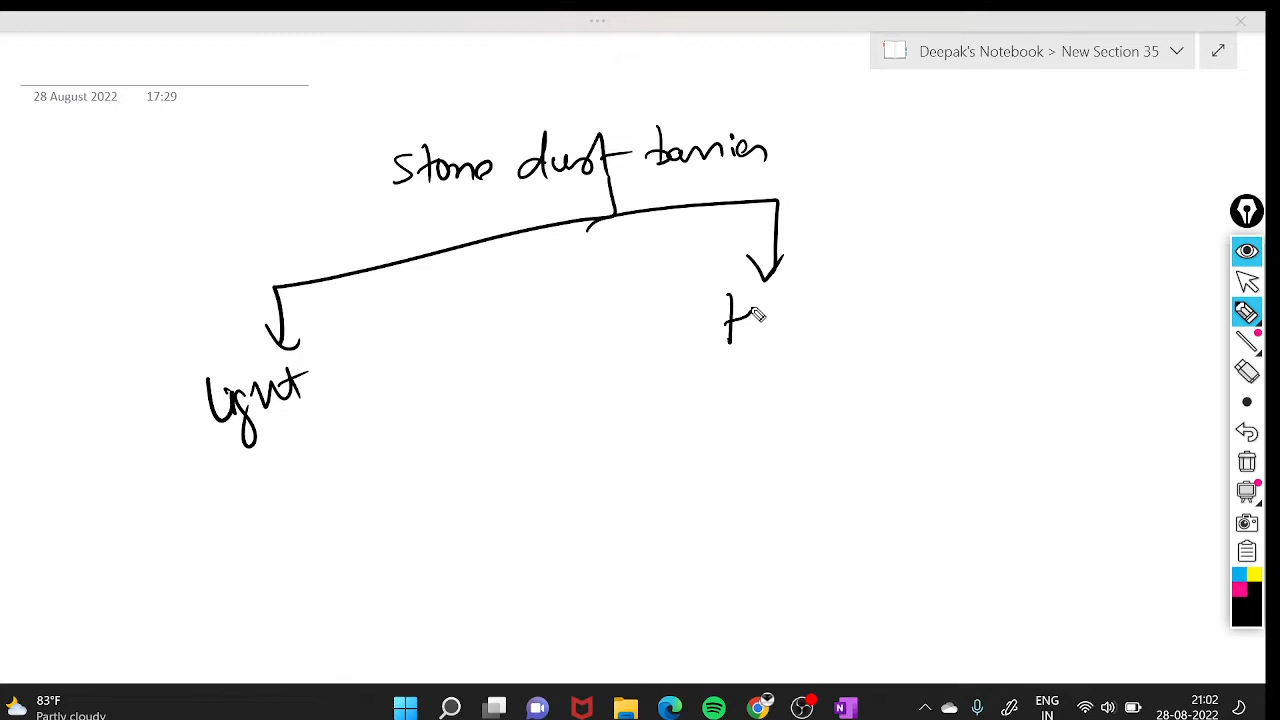 Deepak's Notebook > New Section 35
28 August 2022 17:29
stone dust barrier
light
H
83°F
Partly cloudy
ENG
IN
21:02
28-08-2022